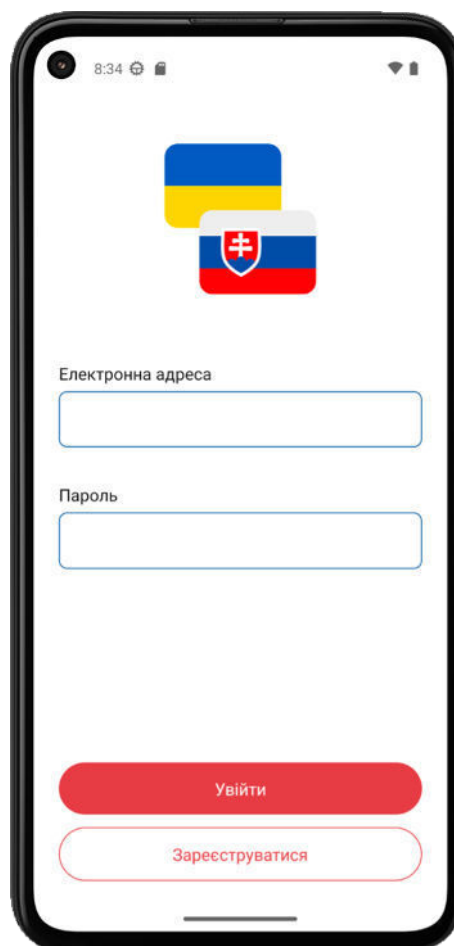 8:34
Електронна адреса
Пароль
Увійти
Зареєструватися